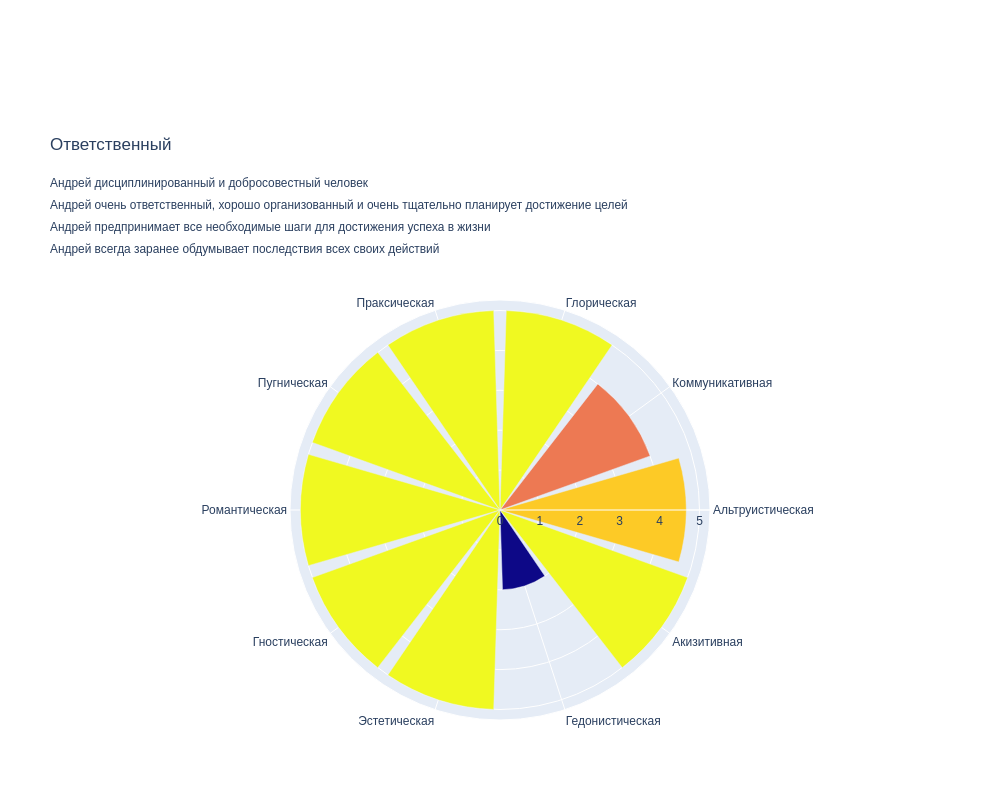 Ответственный
Андрей дисциплинированный и добросовестный человек
Андрей очень ответственный, хорошо организованный и очень тщательно планирует достижение целей
Андрей предпринимает все необходимые шаги для достижения успеха в жизни
Андрей всегда заранее обдумывает последствия всех своих действий
Праксическая
Глорическая
Пугническая
Коммуникативная
Романтическая
Альтруистическая
0 1 2 3 4 5
Гностическая
Акизитивная
Эстетическая
Гедонистическая